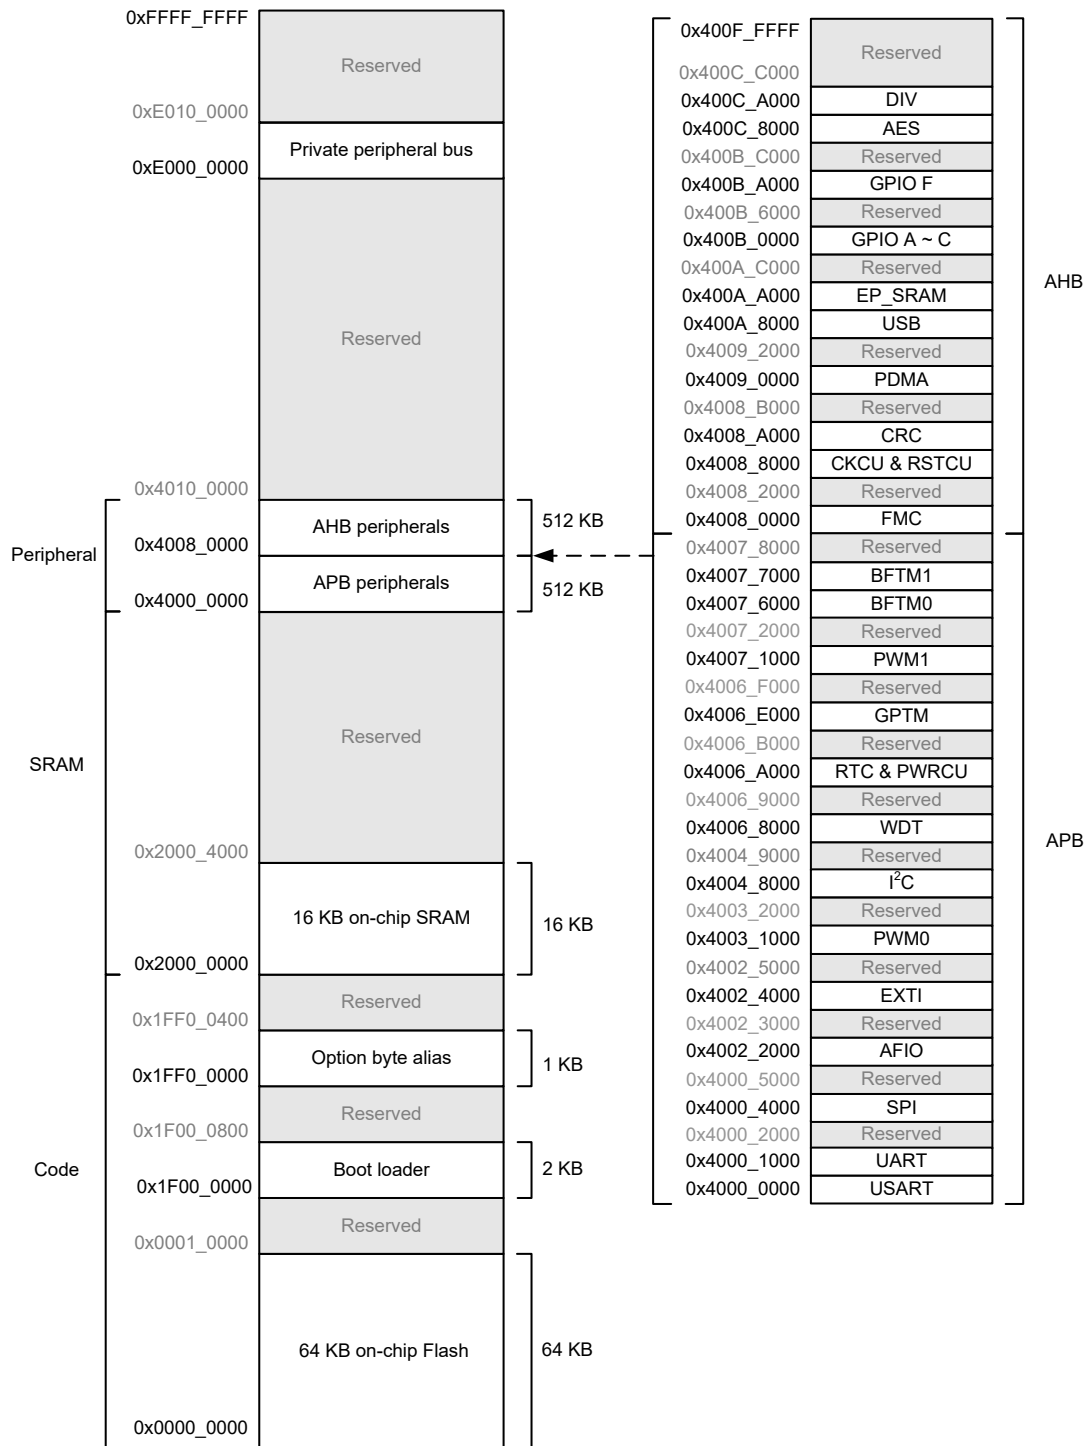 0xFFFF_FFFF
Reserved
0xE010_0000
Private peripheral bus
0xE000_0000
Reserved
0x4010_0000
AHB peripherals
512 KB
0x4008_0000
Peripheral
APB peripherals
512 KB
0x4000_0000
Reserved
SRAM
0x2000_4000
16 KB on-chip SRAM
16 KB
0x2000_0000
Reserved
0x1FF0_0400
Option byte alias
1 KB
0x1FF0_0000
Reserved
0x1F00_0800
Code
Boot loader
2 KB
0x1F00_0000
Reserved
0x0001_0000
64 KB on-chip Flash
64 KB
0x0000_0000
0x400F_FFFF
Reserved
0x400C_C000
0x400C_A000 DIV
0x400C_8000 AES
0x400B_C000 Reserved
0x400B_A000 GPIO F
0x400B_6000 Reserved
0x400B_0000 GPIO A ~ C
0x400A_C000 Reserved
AHB
0x400A_A000 EP_SRAM
0x400A_8000 USB
0x4009_2000 Reserved
0x4009_0000 PDMA
0x4008_B000 Reserved
0x4008_A000 CRC
0x4008_8000 CKCU & RSTCU
0x4008_2000 Reserved
0x4008_0000 FMC
0x4007_8000 Reserved
0x4007_7000 BFTM1
0x4007_6000 BFTM0
0x4007_2000 Reserved
0x4007_1000 PWM1
0x4006_F000 Reserved
0x4006_E000 GPTM
0x4006_B000 Reserved
0x4006_A000 RTC & PWRCU
0x4006_9000 Reserved
0x4006_8000 WDT
APB
0x4004_9000 Reserved
0x4004_8000 I²C
0x4003_2000 Reserved
0x4003_1000 PWM0
0x4002_5000 Reserved
0x4002_4000 EXTI
0x4002_3000 Reserved
0x4002_2000 AFIO
0x4000_5000 Reserved
0x4000_4000 SPI
0x4000_2000 Reserved
0x4000_1000 UART
0x4000_0000 USART